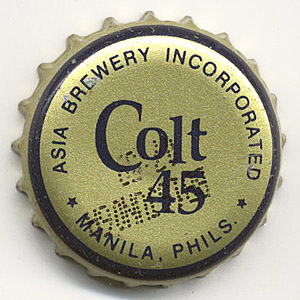 ASIA BREWERY INCORPORATED
Colt
45
★ MANILA, PHILS. ★